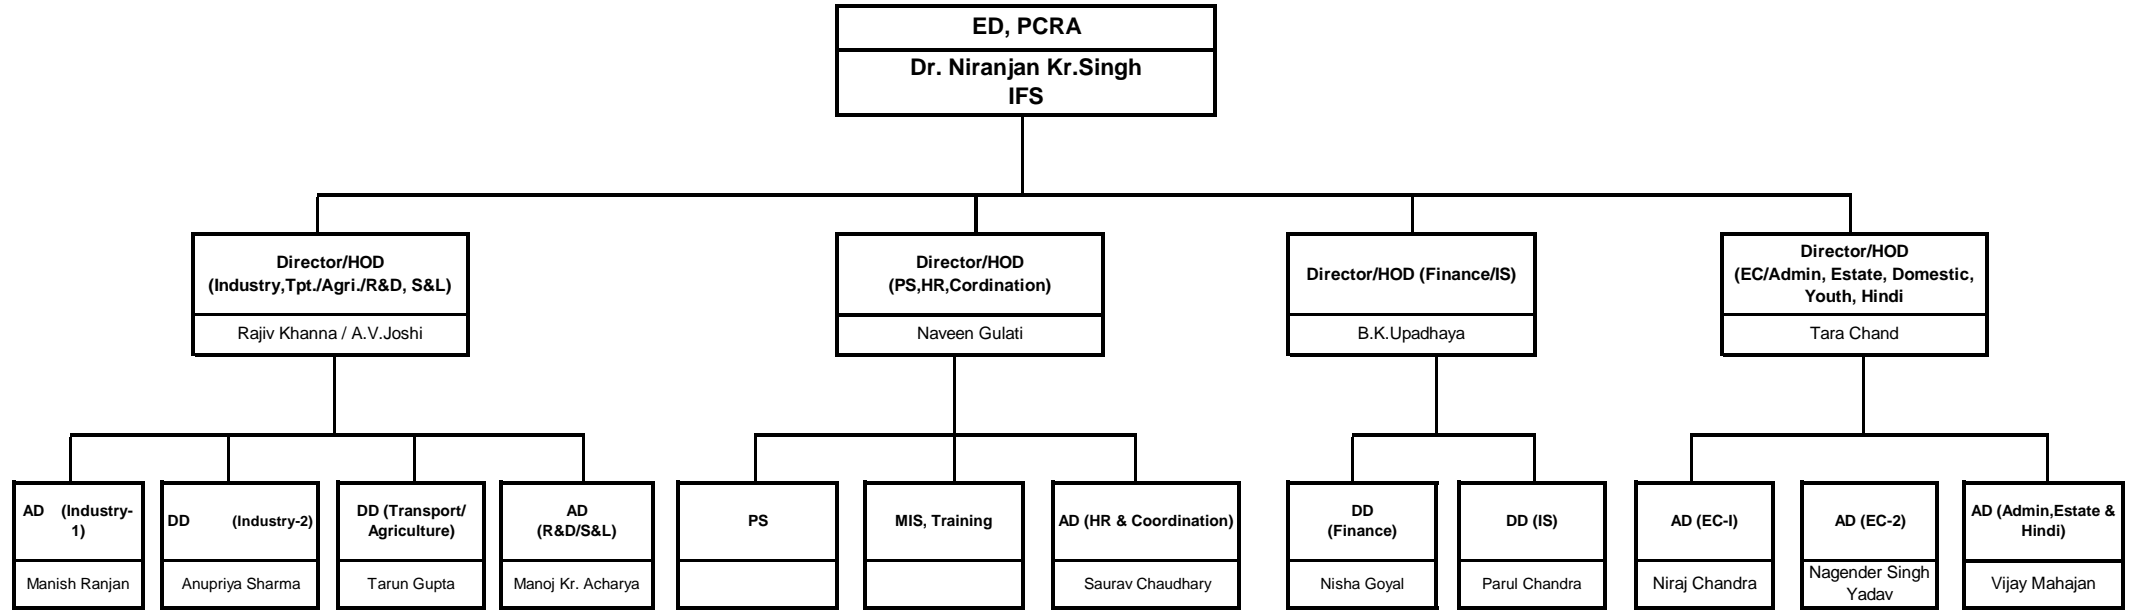 ED, PCRA
Dr. Niranjan Kr.Singh
IFS
Director/HOD
(Industry,Tpt./Agri./R&D, S&L)
Rajiv Khanna / A.V.Joshi
Director/HOD
(PS,HR,Cordination)
Naveen Gulati
Director/HOD (Finance/IS)
B.K.Upadhaya
Director/HOD
(EC/Admin, Estate, Domestic,
Youth, Hindi
Tara Chand
AD (Industry-
1)
Manish Ranjan
DD (Industry-2)
Anupriya Sharma
DD (Transport/
Agriculture)
Tarun Gupta
AD
(R&D/S&L)
Manoj Kr. Acharya
PS
MIS, Training
AD (HR & Coordination)
Saurav Chaudhary
DD
(Finance)
Nisha Goyal
DD (IS)
Parul Chandra
AD (EC-I)
Niraj Chandra
AD (EC-2)
Nagender Singh
Yadav
AD (Admin,Estate &
Hindi)
Vijay Mahajan